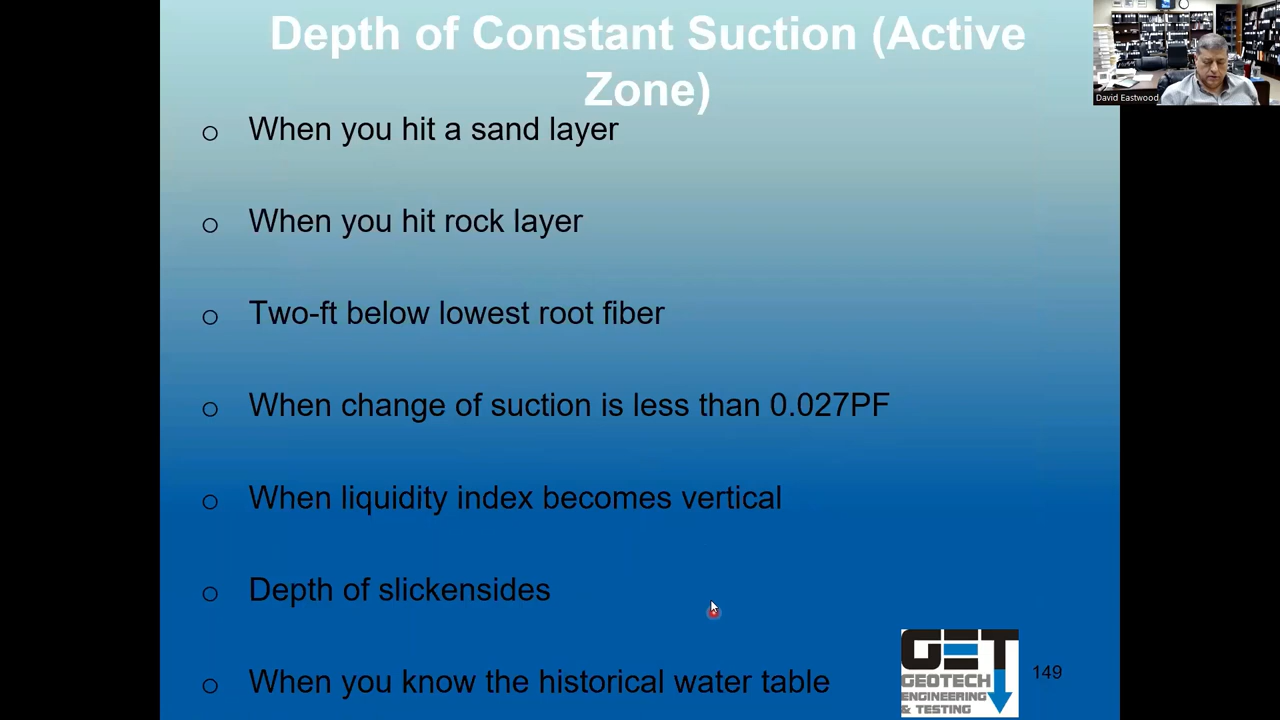 Depth of Constant Suction (Active
Zone)
David Eastwood
o When you hit a sand layer
o When you hit rock layer
o Two-ft below lowest root fiber
o When change of suction is less than 0.027PF
o When liquidity index becomes vertical
o Depth of slickensides
o When you know the historical water table
GET
GEOTECH
ENGINEERING
& TESTING
149